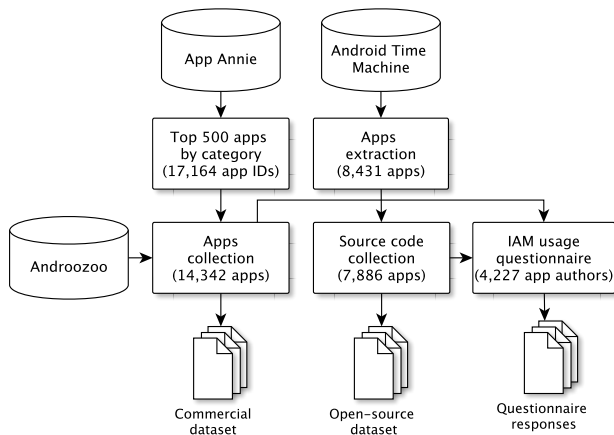 App Annie
Android Time
Machine
Top 500 apps
by category
(17,164 app IDs)
Apps
extraction
(8,431 apps)
Androozoo
Apps
collection
(14,342 apps)
Source code
collection
(7,886 apps)
IAM usage
questionnaire
(4,227 app authors)
Commercial
dataset
Open-source
dataset
Questionnaire
responses